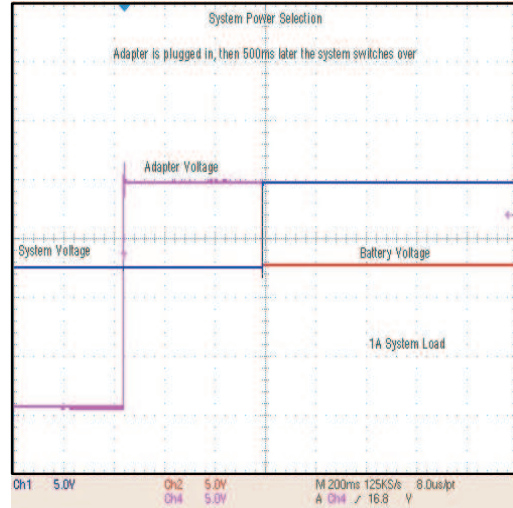 System Power Selection
Adapter is plugged in, then 500ms later the system switches over
Adapter Voltage
System Voltage
Battery Voltage
1A System Load
Ch1 5.0V Ch2 5.0V M 200ms 125KS/s 8.0us/pt
Ch4 5.0V A Ch4 ∕ 16.8 V